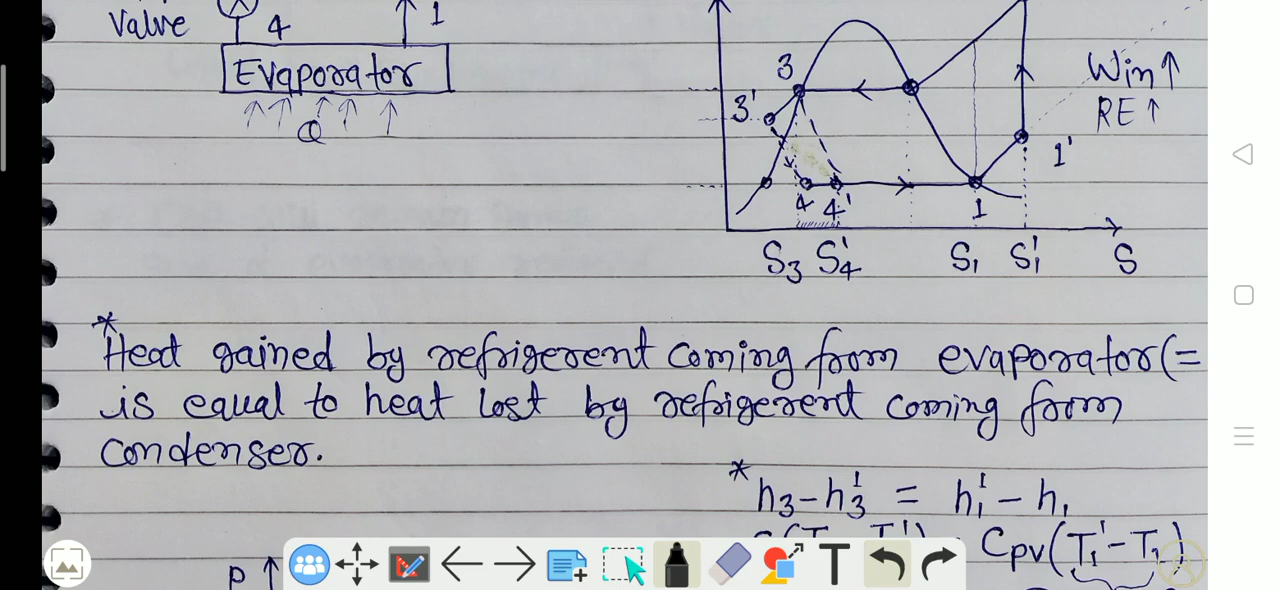 Valve
4
1
Evaporator
Q
3
3'
4
4'
1
1'
Win ↑
RE ↑
S3 S4' S1 S1' S
*Heat gained by refrigerent coming from evaporator(=
is equal to heat lost by refrigerent coming form
condenser.
*h3-h3' = h1'-h1
Cpv(T1'-T1)
P ↑
T